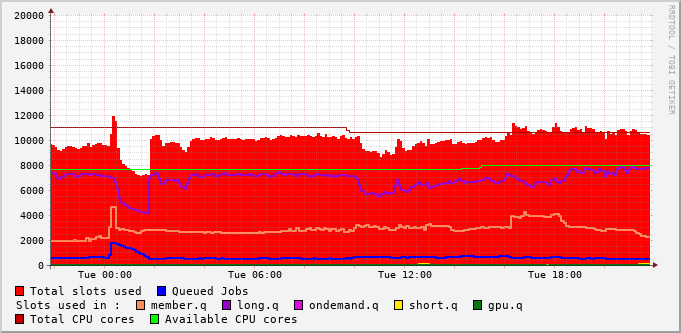 20000
18000
16000
14000
12000
10000
8000
6000
4000
2000
0
Tue 00:00 Tue 06:00 Tue 12:00 Tue 18:00
Total slots used Queued Jobs
Slots used in : member.q long.q ondemand.q short.q gpu.q
Total CPU cores Available CPU cores
RRDTOOL / TOBI OETIKER